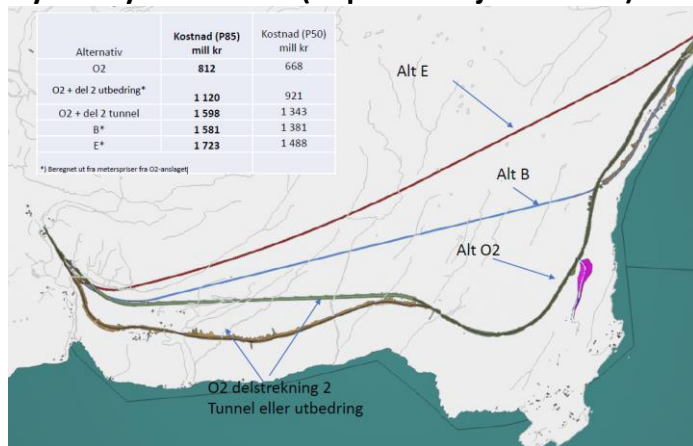 Alternativ Kostnad (P85) mill kr Kostnad (P50) mill kr
O2 812 668
O2 + del 2 utbedring* 1 120 921
O2 + del 2 tunnel 1 598 1 343
B* 1 581 1 381
E* 1 723 1 488
*) Beregnet ut fra meterspriser fra O2-anslaget
Alt E
Alt B
Alt O2
O2 delstrekning 2
Tunnel eller utbedring